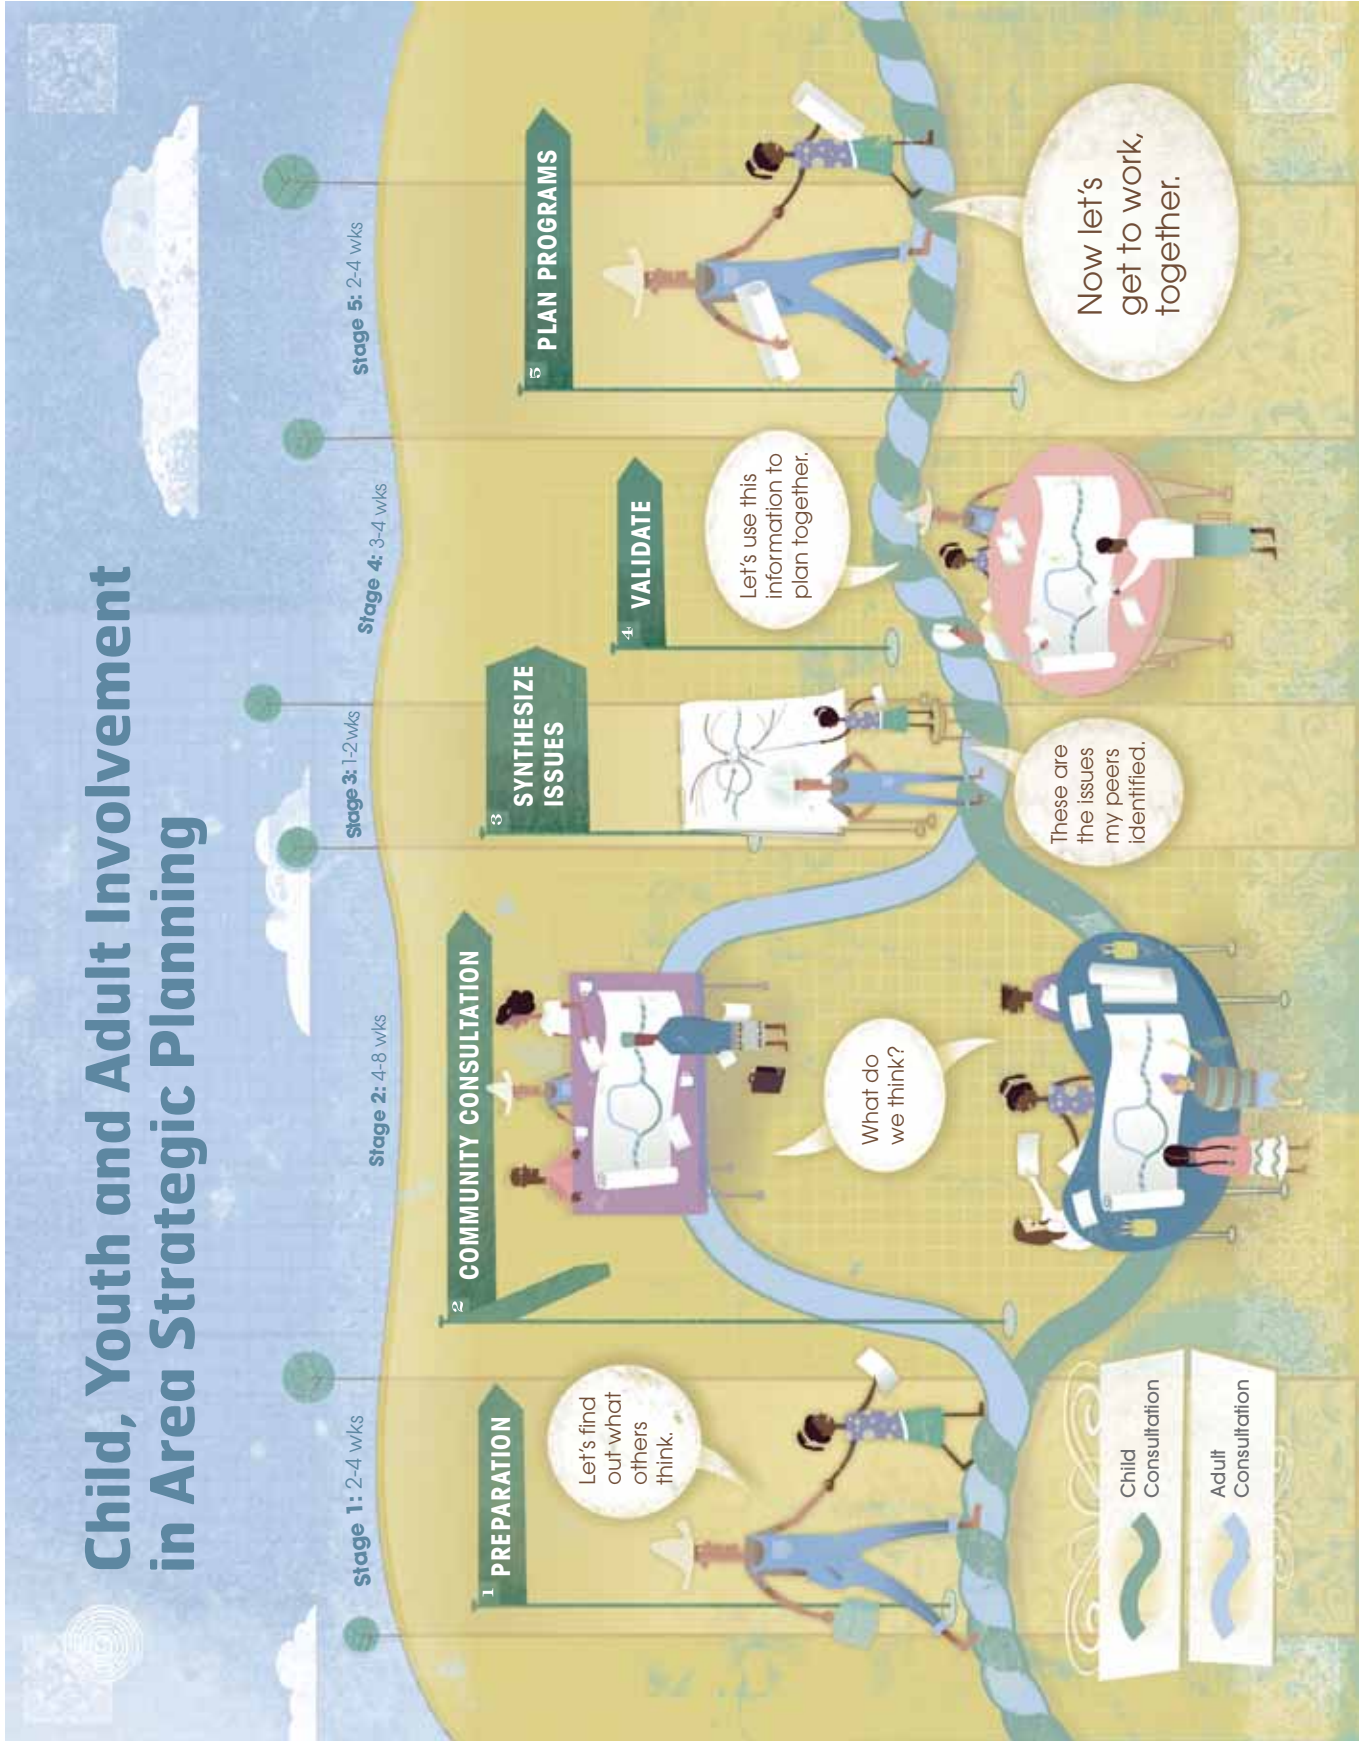 Child, Youth and Adult Involvement
in Area Strategic Planning
Stage 1: 2-4 wks
Stage 2: 4-8 wks
Stage 3: 1-2wks
Stage 4: 3-4 wks
Stage 5: 2-4 wks
1 PREPARATION
Let's find
out what
others
think.
2 COMMUNITY CONSULTATION
What do
we think?
3 SYNTHESIZE
ISSUES
These are
the issues
my peers
identified.
4 VALIDATE
Let's use this
information to
plan together.
5 PLAN PROGRAMS
Now let's
get to work,
together.
Child
Consultation
Adult
Consultation